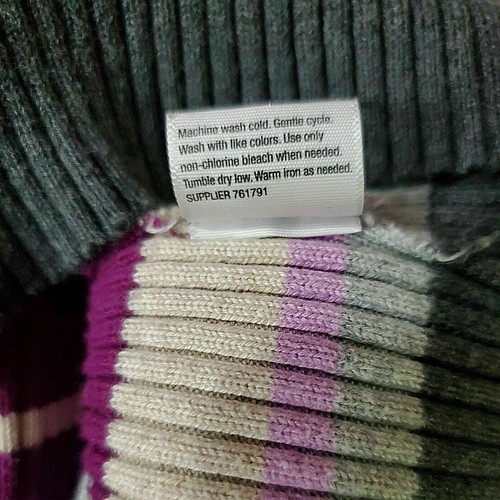 Machine wash cold. Gentle cycle.
Wash with like colors. Use only
non-chlorine bleach when needed.
Tumble dry low. Warm iron as needed.
SUPPLIER 761791